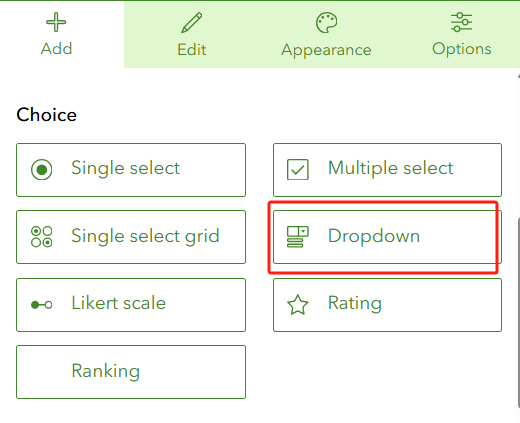 Add
Edit
Appearance
Options
Choice
Single select
Multiple select
Single select grid
Dropdown
Likert scale
Rating
Ranking